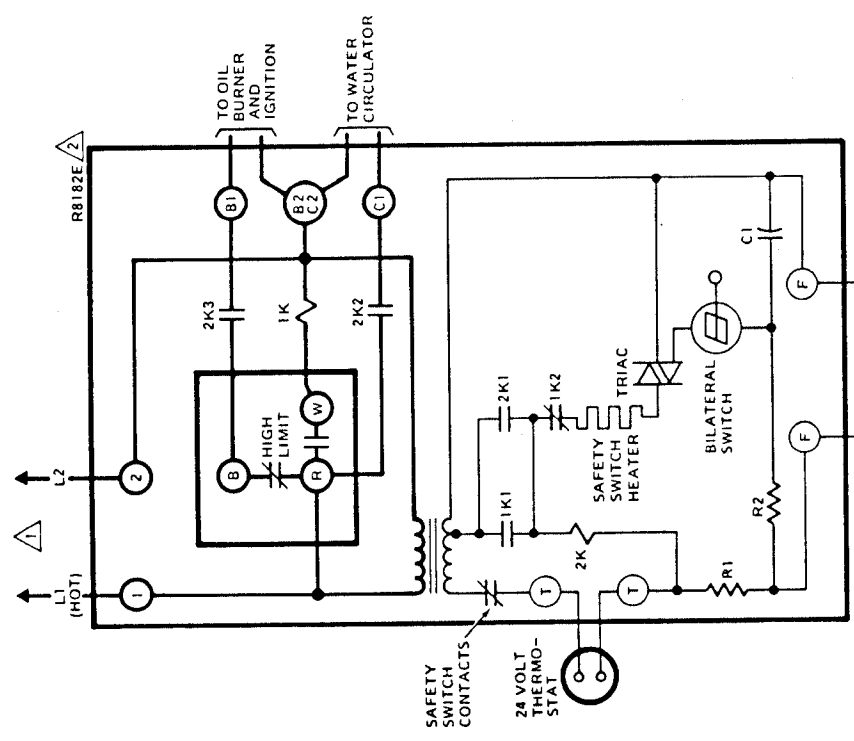 R8182E
2
TO OIL
BURNER
AND
IGNITION
TO WATER
CIRCULATOR
B1
B2
C2
C1
2K3
1K
2K2
B
HIGH
LIMIT
W
R
L2
2
1
L1
(HOT)
1
C1
F
TRIAC
BILATERAL
SWITCH
2K1
1K2
SAFETY
SWITCH
HEATER
1K1
2K
R2
F
R1
T
T
SAFETY
SWITCH
CONTACTS
24 VOLT
THERMO-
STAT